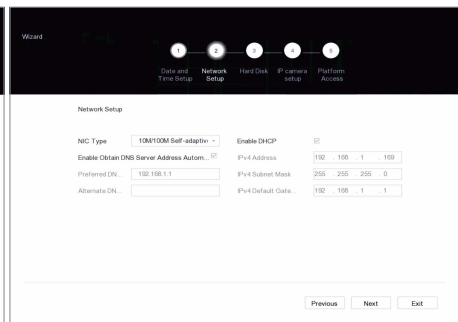 Wizard
1 2 3 4 5
Date and Time Setup
Network Setup
Hard Disk
IP camera setup
Platform Access
Network Setup
NIC Type 10M/100M Self-adaptive
Enable DHCP
Enable Obtain DNS Server Address Autom...
IPv4 Address 192 . 168 . 1 . 169
Preferred DN... 192.168.1.1
IPv4 Subnet Mask 255 . 255 . 255 . 0
Alternate DN...
IPv4 Default Gate... 192 . 168 . 1 . 1
Previous Next Exit